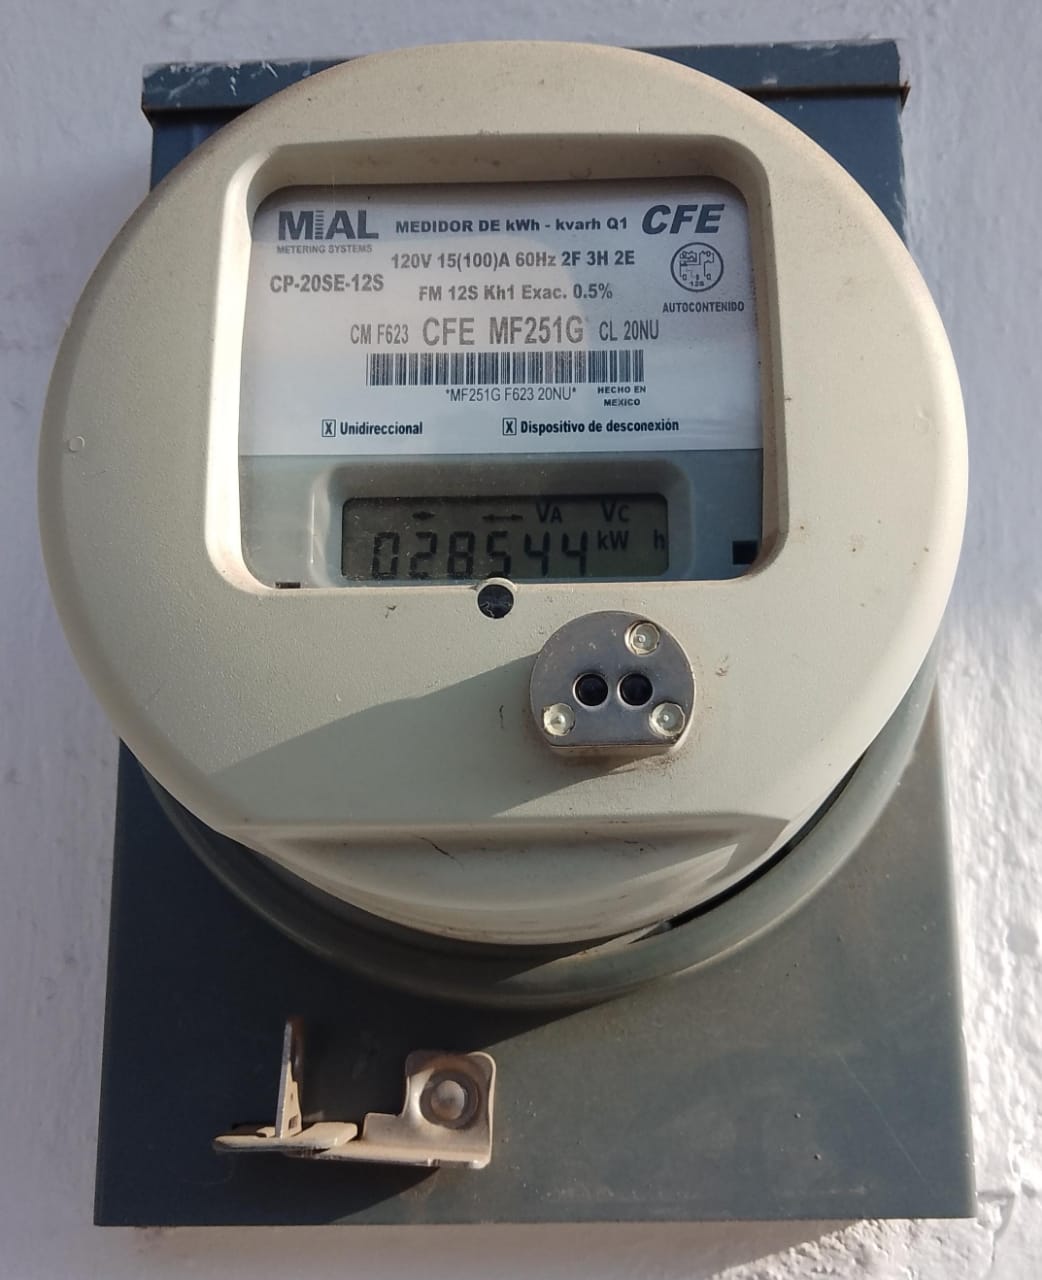 MIAL MEDIDOR DE kWh - kvarh Q1 CFE
METERING SYSTEMS
120V 15(100)A 60Hz 2F 3H 2E
CP-20SE-12S
FM 12S Kh1 Exac. 0.5%
12S
AUTOCONTENIDO
CM F623 CFE MF251G CL 20NU
*MF251G F623 20NU* HECHO EN
MEXICO
X Unidireccional X Dispositivo de desconexión
VA VC
028544 kW h